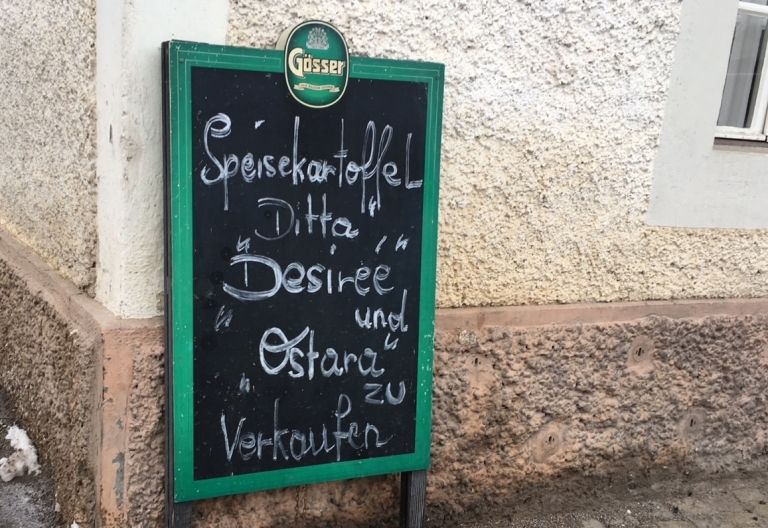 Gösser
Speisekartoffel
Ditta"
"Desirée"
und
"Ostara"
zu
"
Verkaufen